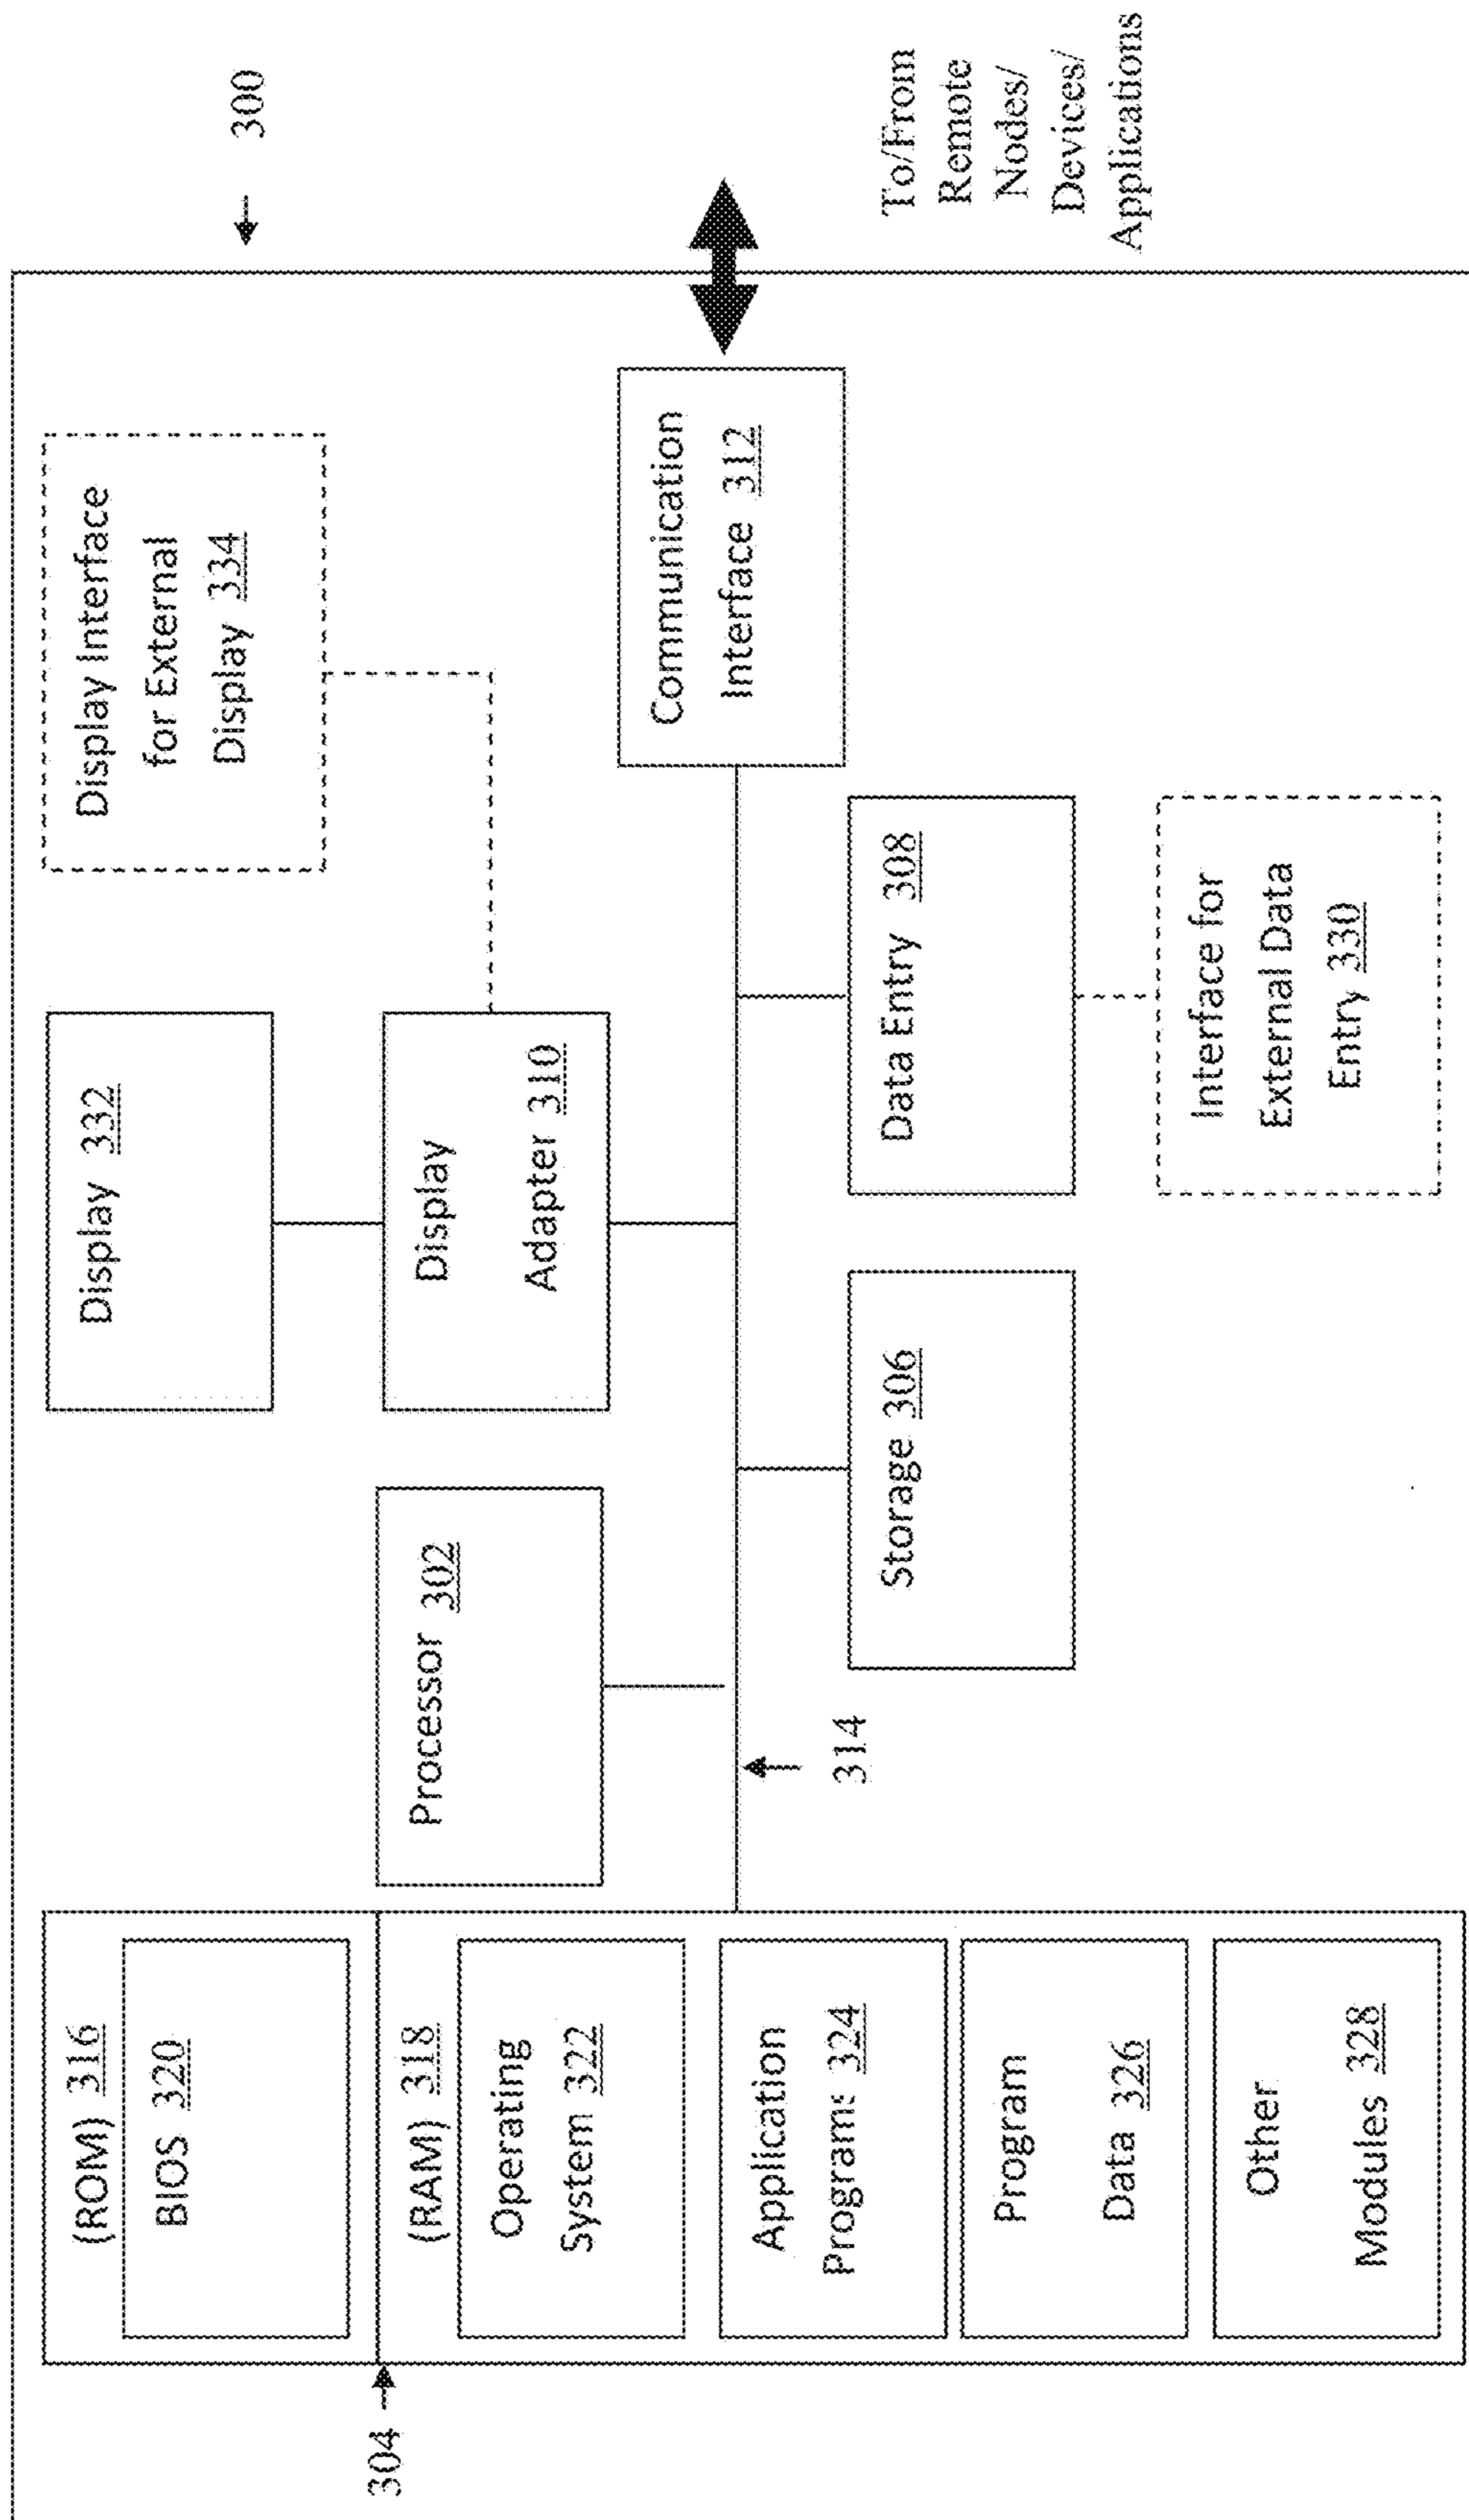 300
304
(ROM) 316
BIOS 320
(RAM) 318
Operating
System 322
Application
Programs 324
Program
Data 326
Other
Modules 328
Processor 302
314
Display 332
Display
Adapter 310
Storage 306
Display Interface
for External
Display 334
Data Entry 308
Interface for
External Data
Entry 330
Communication
Interface 312
To/From
Remote
Nodes/
Devices/
Applications